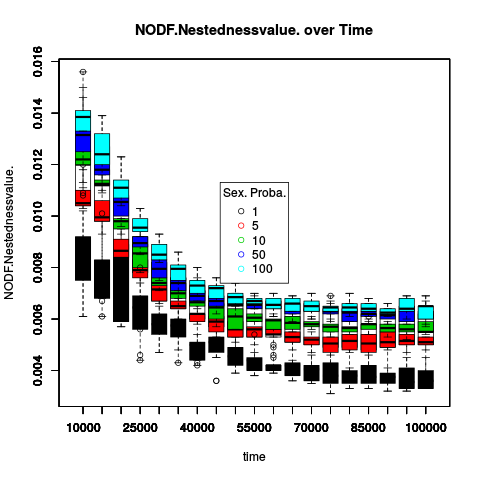 NODF.Nestednessvalue. over Time
NODF.Nestednessvalue.
0.016
0.014
0.012
0.010
0.008
0.006
0.004
Sex. Proba.
1
5
10
50
100
10000 25000 40000 55000 70000 85000 100000
time